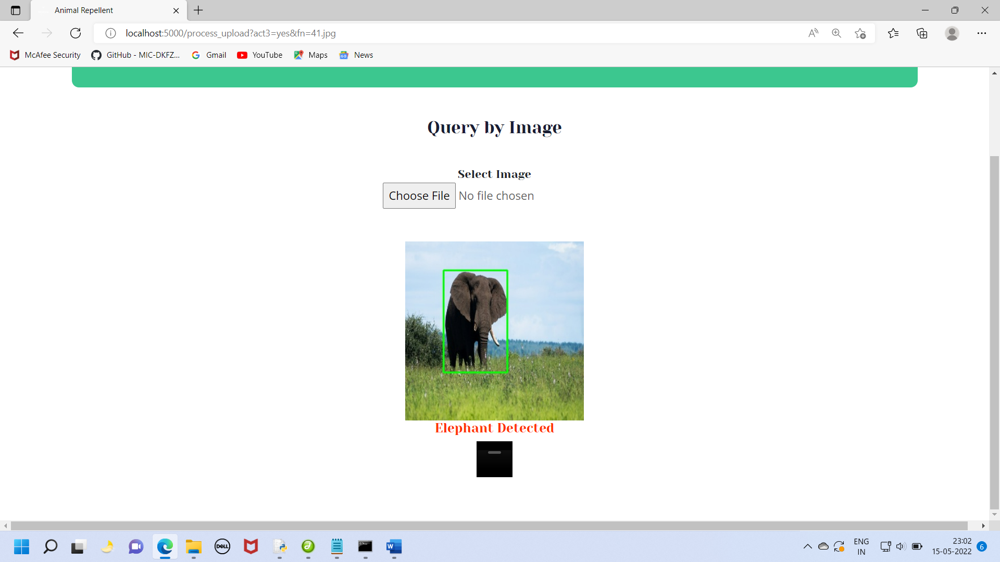 Animal Repellent
localhost:5000/process_upload?act3=yes&fn=41.jpg
McAfee Security
GitHub - MIC-DKFZ...
Gmail
YouTube
Maps
News
Query by Image
Select Image
Choose File No file chosen
Elephant Detected
DELL
ENG
IN
23:02
15-05-2022
6